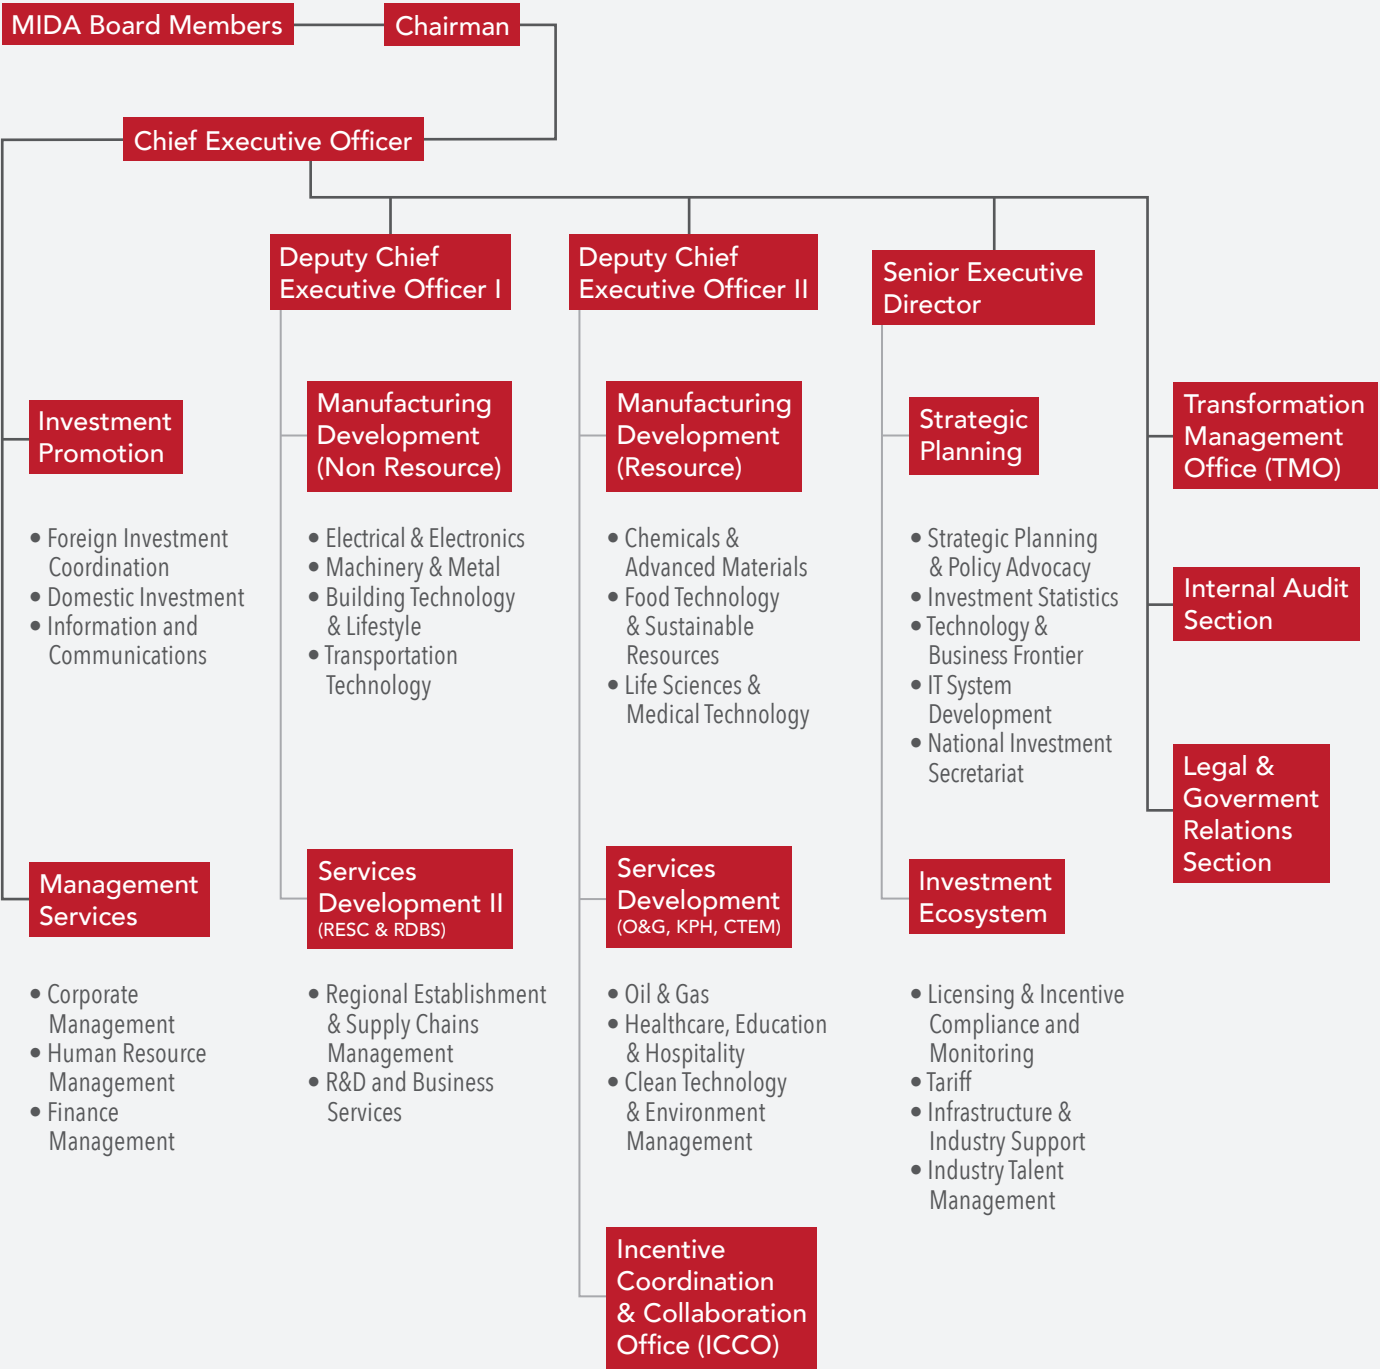 MIDA Board Members
Chairman
Chief Executive Officer
Deputy Chief
Executive Officer I
Deputy Chief
Executive Officer II
Senior Executive
Director
Investment
Promotion
• Foreign Investment
Coordination
• Domestic Investment
• Information and
Communications
Management
Services
• Corporate
Management
• Human Resource
Management
• Finance
Management
Manufacturing
Development
(Non Resource)
• Electrical & Electronics
• Machinery & Metal
• Building Technology
& Lifestyle
• Transportation
Technology
Services
Development II
(RESC & RDBS)
• Regional Establishment
& Supply Chains
Management
• R&D and Business
Services
Manufacturing
Development
(Resource)
• Chemicals &
Advanced Materials
• Food Technology
& Sustainable
Resources
• Life Sciences &
Medical Technology
Services
Development
(O&G, KPH, CTEM)
• Oil & Gas
• Healthcare, Education
& Hospitality
• Clean Technology
& Environment
Management
Incentive
Coordination
& Collaboration
Office (ICCO)
Strategic
Planning
• Strategic Planning
& Policy Advocacy
• Investment Statistics
• Technology &
Business Frontier
• IT System
Development
• National Investment
Secretariat
Investment
Ecosystem
• Licensing & Incentive
Compliance and
Monitoring
• Tariff
• Infrastructure &
Industry Support
• Industry Talent
Management
Transformation
Management
Office (TMO)
Internal Audit
Section
Legal &
Goverment
Relations
Section